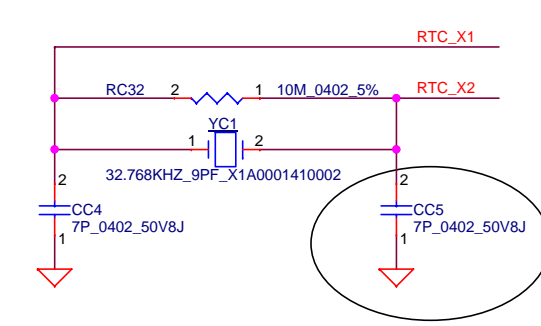 RTC_X1
RC32 2 1 10M_0402_5% RTC_X2
YC1
1 2
32.768KHZ_9PF_X1A0001410002
2 2
CC4 CC5
7P_0402_50V8J 7P_0402_50V8J
1 1